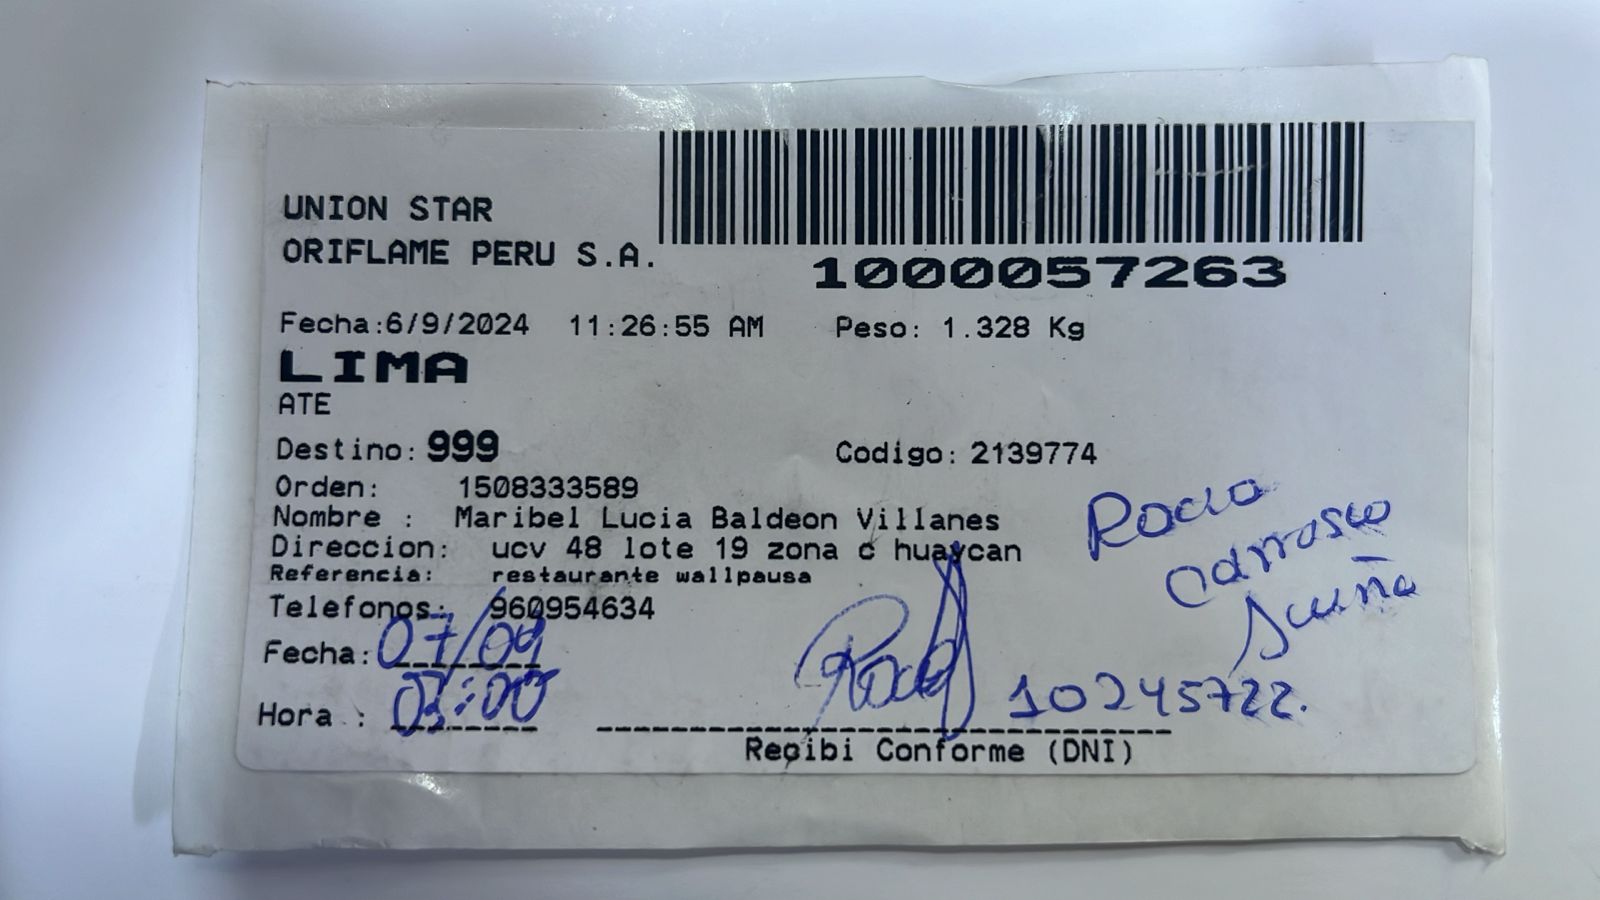 UNION STAR
ORIFLAME PERU S.A.
1000057263
Fecha:6/9/2024 11:26:55 AM Peso: 1.328 Kg
LIMA
ATE
Destino: 999 Codigo: 2139774
Orden: 1508333589
Nombre : Maribel Lucia Baldeon Villanes
Direccion: ucv 48 lote 19 zona c huaycan
Referencia: restaurante wallpausa
Telefonos: 960954634
Rocio
Carrasco
Acuña
Fecha: 07/09
Hora : 03:00
10245722.
Recibi Conforme (DNI)